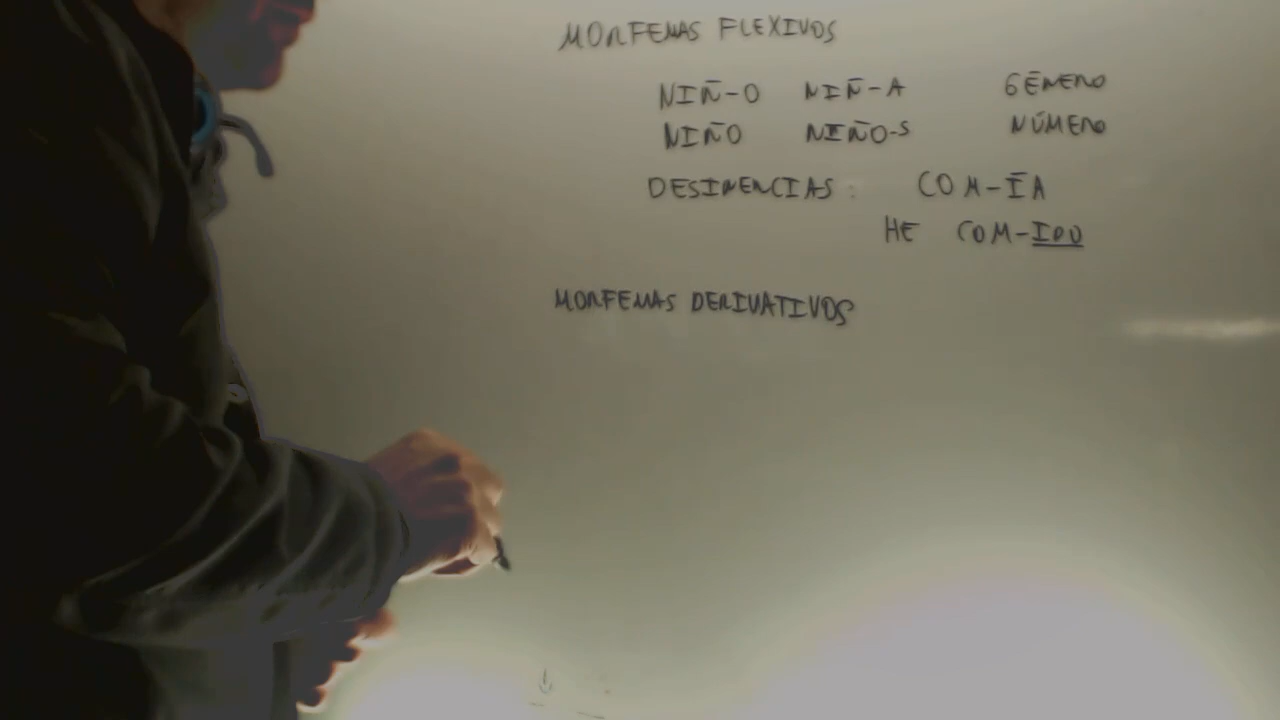 MORFEMAS FLEXIVOS
NIÑ-O NIÑ-A GÉNERO
NIÑO NIÑO-S NÚMERO
DESINENCIAS: COM-ÍA
HE COM-IDO
MORFEMAS DERIVATIVOS